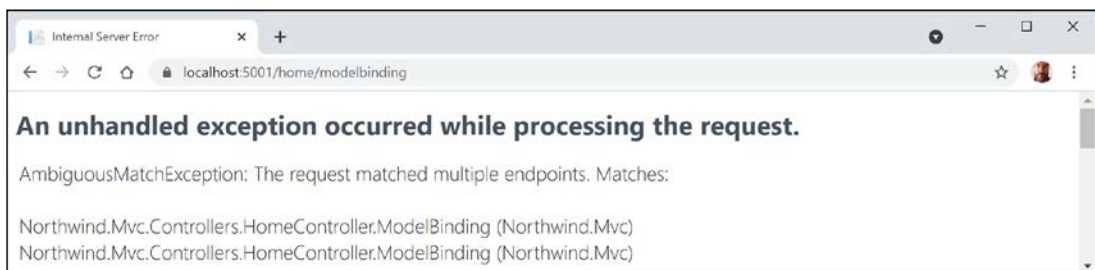 Internal Server Error
localhost:5001/home/modelbinding
An unhandled exception occurred while processing the request.
AmbiguousMatchException: The request matched multiple endpoints. Matches:
Northwind.Mvc.Controllers.HomeController.ModelBinding (Northwind.Mvc)
Northwind.Mvc.Controllers.HomeController.ModelBinding (Northwind.Mvc)